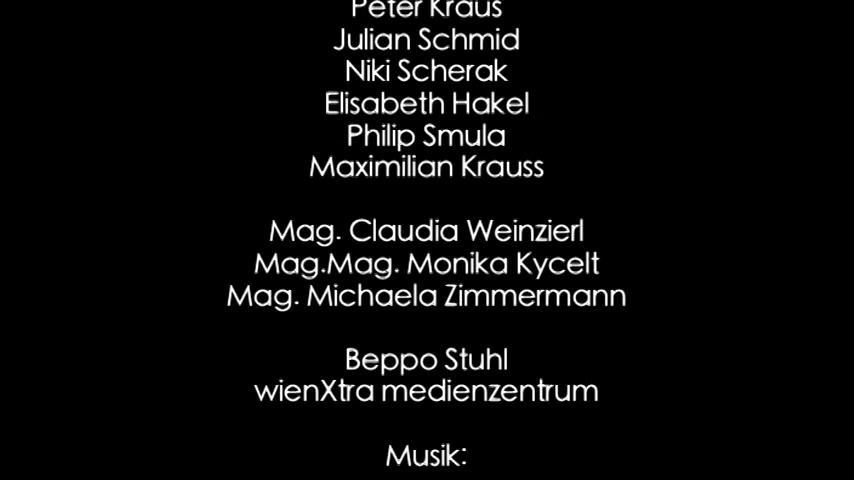 Peter Kraus
Julian Schmid
Niki Scherak
Elisabeth Hakel
Philip Smula
Maximilian Krauss
Mag. Claudia Weinzierl
Mag.Mag. Monika Kycelt
Mag. Michaela Zimmermann
Beppo Stuhl
wienXtra medienzentrum
Musik: